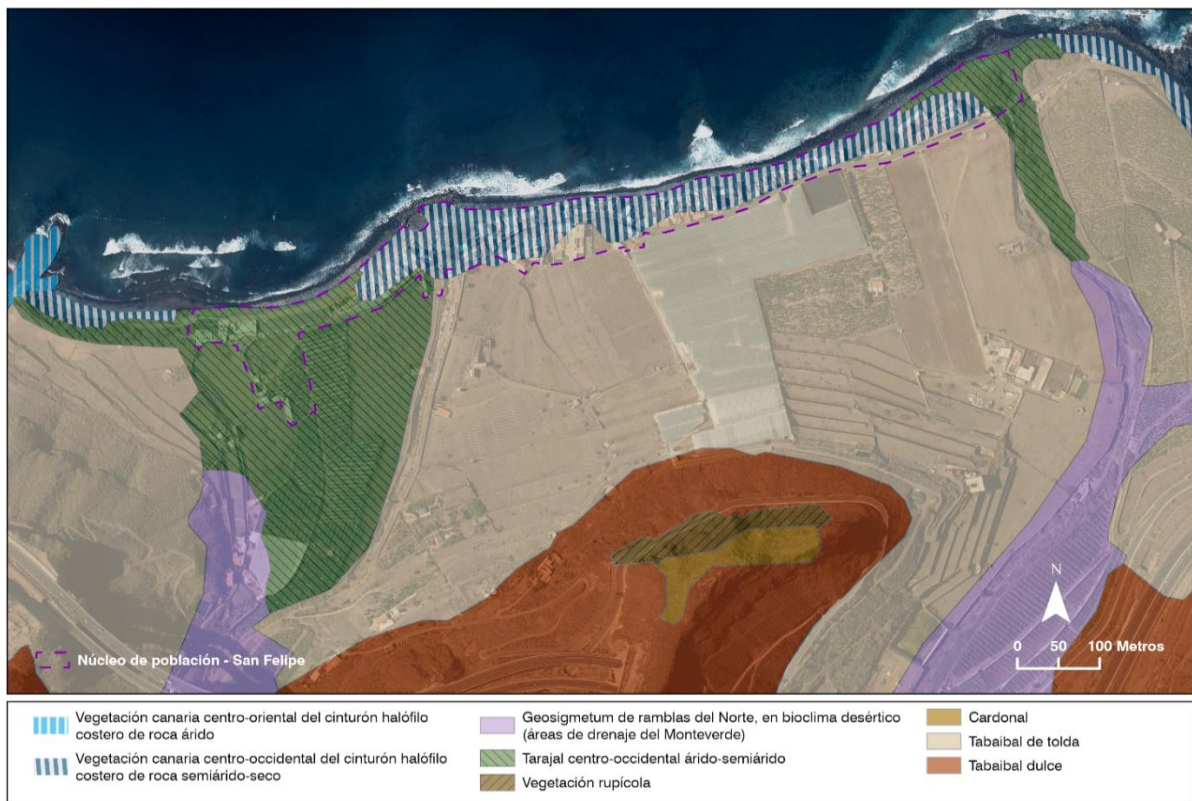 N
0 50 100 Metros
Núcleo de población - San Felipe
Vegetación canaria centro-oriental del cinturón halófilo
costero de roca árido
Vegetación canaria centro-occidental del cinturón halófilo
costero de roca semiárido-seco
Geosigmetum de ramblas del Norte, en bioclima desértico
(áreas de drenaje del Monteverde)
Tarajal centro-occidental árido-semiárido
Vegetación rupícola
Cardonal
Tabaibal de tolda
Tabaibal dulce